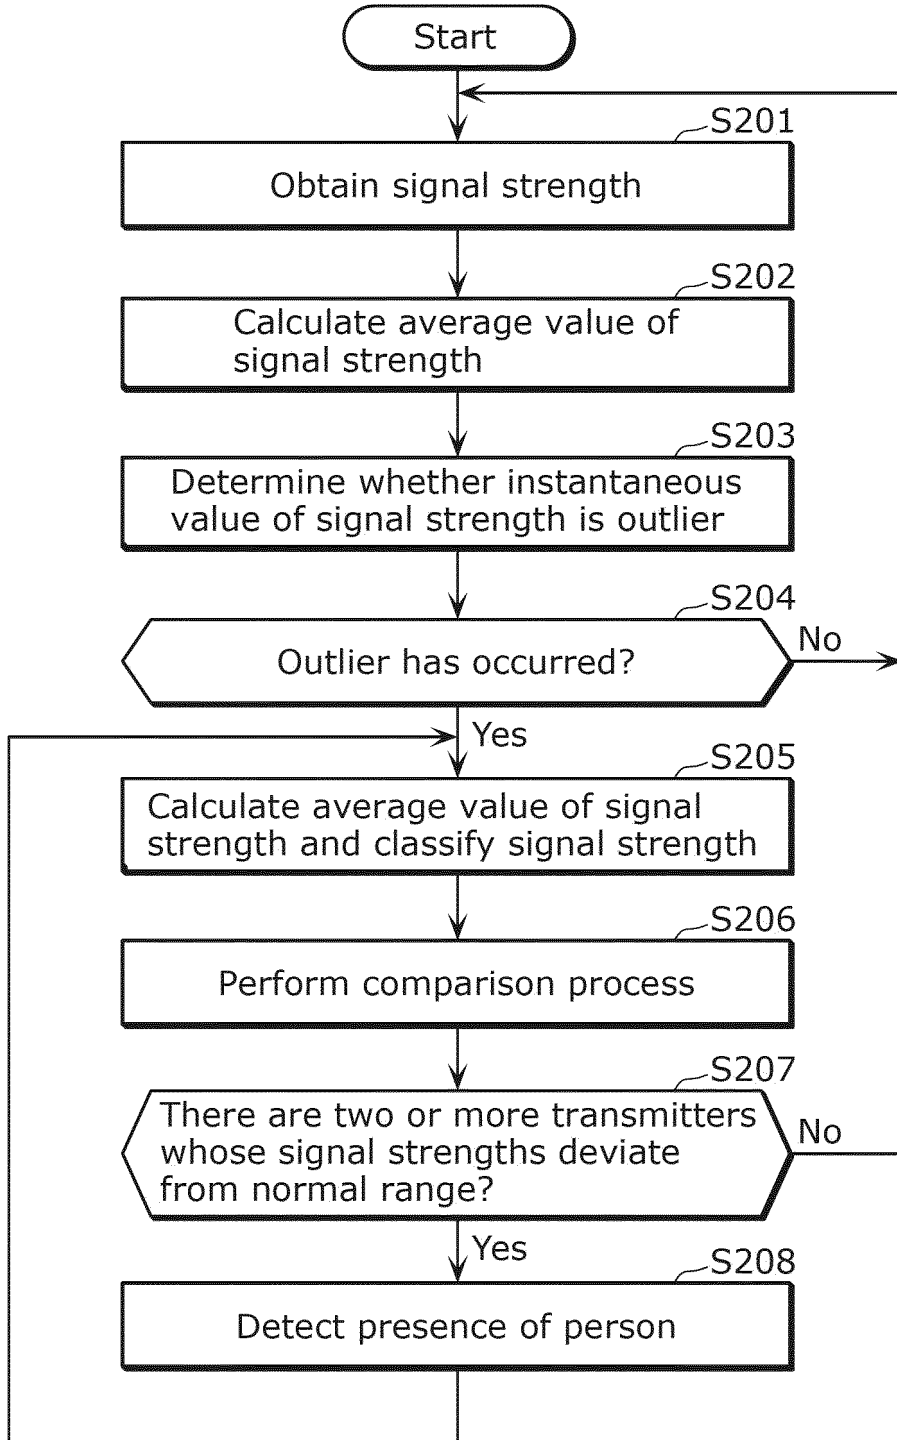 Start
S201
Obtain signal strength
S202
Calculate average value of
signal strength
S203
Determine whether instantaneous
value of signal strength is outlier
S204
Outlier has occurred?
No
Yes
S205
Calculate average value of signal
strength and classify signal strength
S206
Perform comparison process
S207
There are two or more transmitters
whose signal strengths deviate
from normal range?
No
Yes
S208
Detect presence of person